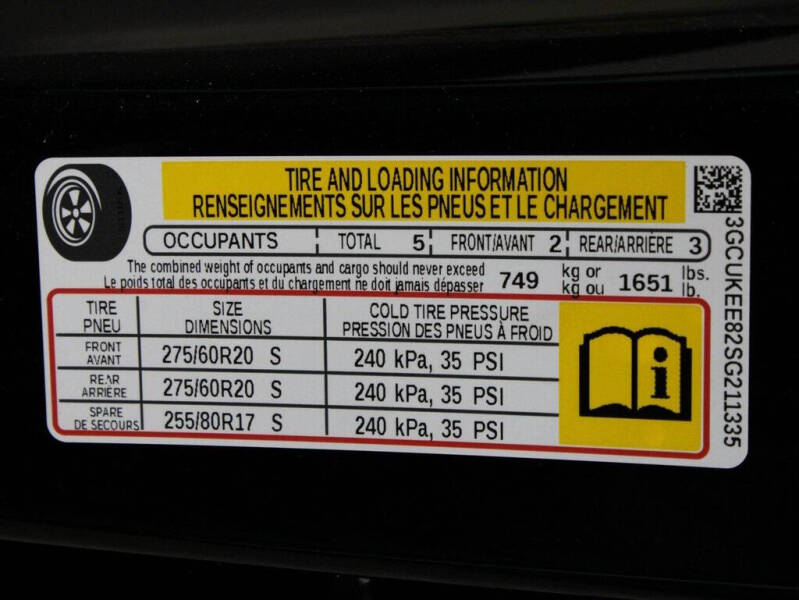 TIRE AND LOADING INFORMATION
RENSEIGNEMENTS SUR LES PNEUS ET LE CHARGEMENT
OCCUPANTS TOTAL 5 FRONT/AVANT 2 REAR/ARRIÈRE 3
The combined weight of occupants and cargo should never exceed 749 kg or 1651 lbs.
Le poids total des occupants et du chargement ne doit jamais dépasser kg ou lb.
TIRE SIZE COLD TIRE PRESSURE
PNEU DIMENSIONS PRESSION DES PNEUS À FROID
FRONT
AVANT 275/60R20 S 240 kPa, 35 PSI
REAR
ARRIÈRE 275/60R20 S 240 kPa, 35 PSI
SPARE
DE SECOURS 255/80R17 S 240 kPa, 35 PSI
3GCUKEE82SG211335